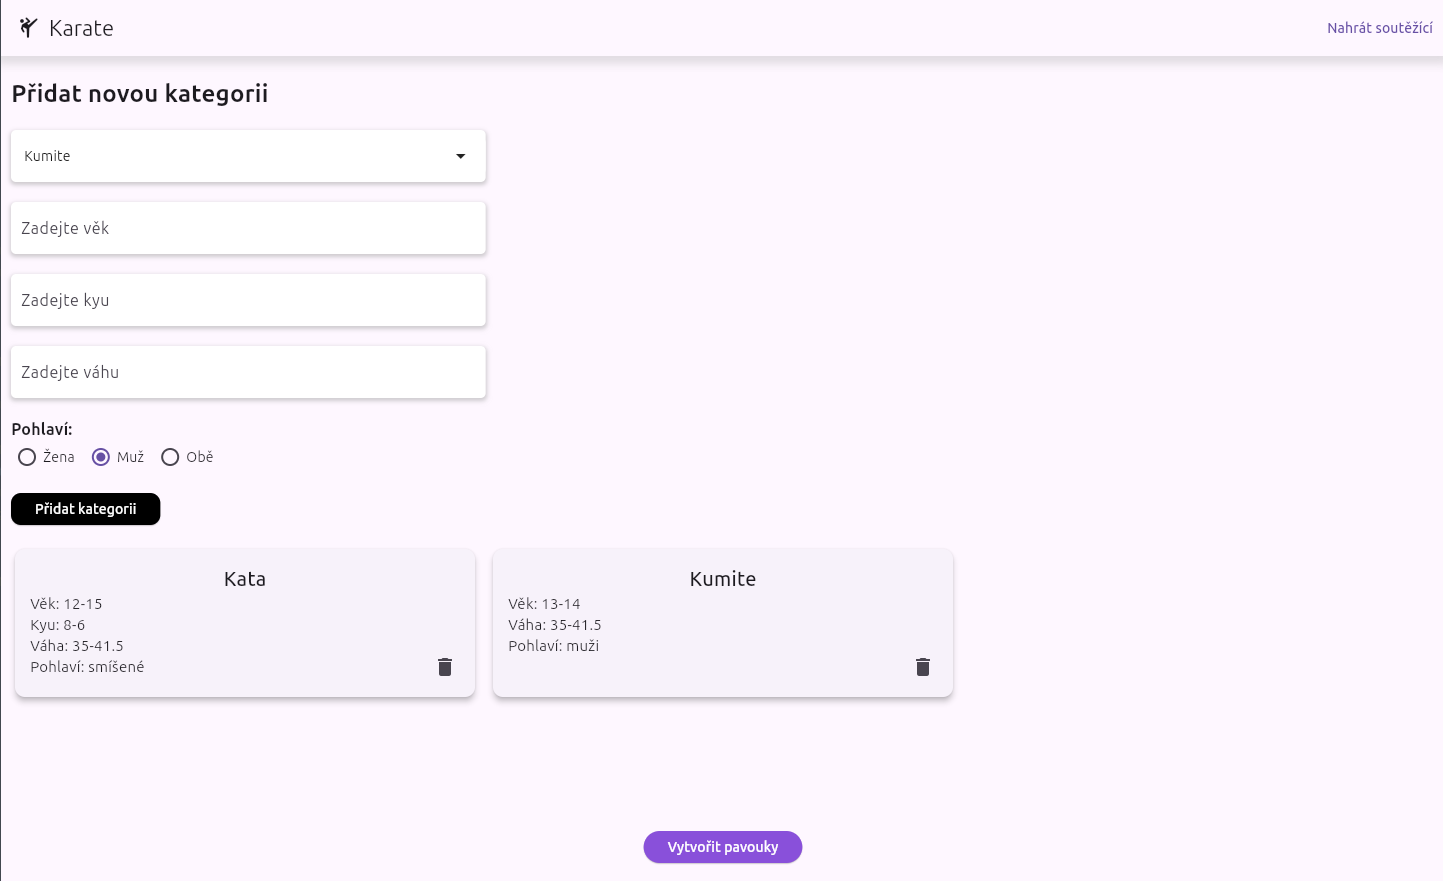 Karate
Nahrát soutěžící
Přidat novou kategorii
Kumite
Zadejte věk
Zadejte kyu
Zadejte váhu
Pohlaví:
Žena
Muž
Obě
Přidat kategorii
Kata
Věk: 12-15
Kyu: 8-6
Váha: 35-41.5
Pohlaví: smíšené
Kumite
Věk: 13-14
Váha: 35-41.5
Pohlaví: muži
Vytvořit pavouky